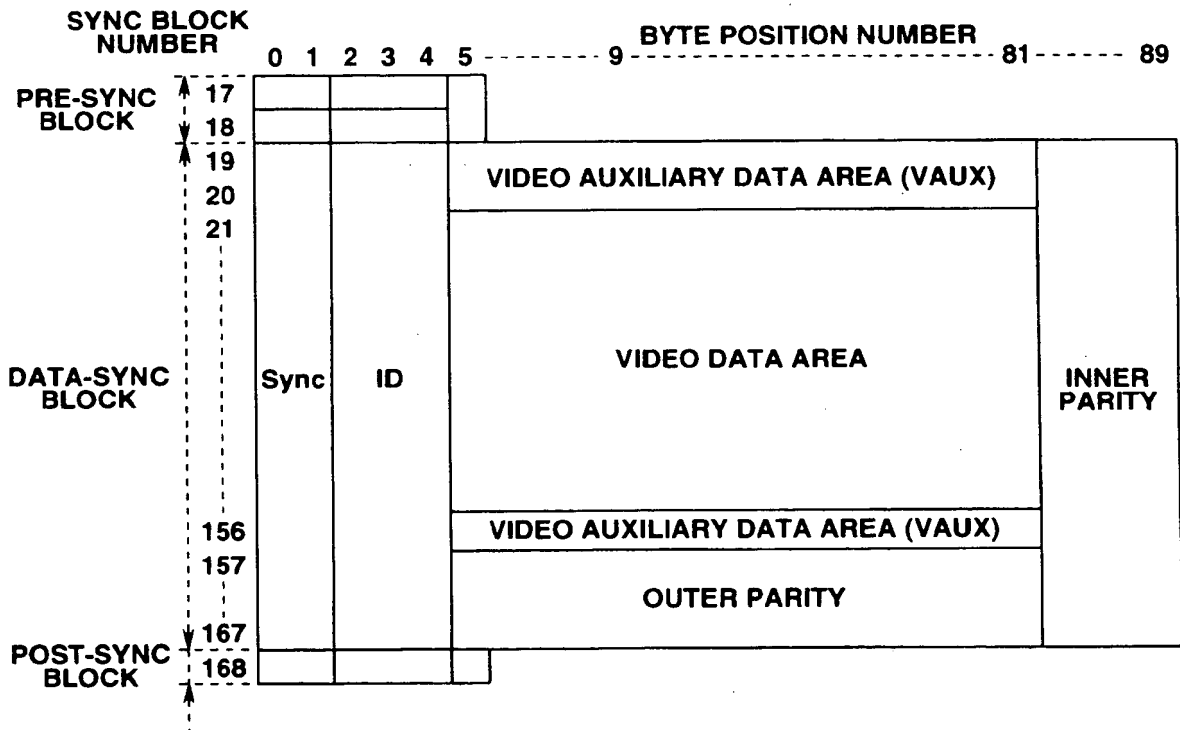 SYNC BLOCK
NUMBER
BYTE POSITION NUMBER
0 1 2 3 4 5 9 81 89
PRE-SYNC
BLOCK
17
18
19
VIDEO AUXILIARY DATA AREA (VAUX)
20
21
DATA-SYNC
BLOCK
Sync
ID
VIDEO DATA AREA
INNER
PARITY
156
VIDEO AUXILIARY DATA AREA (VAUX)
157
OUTER PARITY
167
POST-SYNC
BLOCK
168